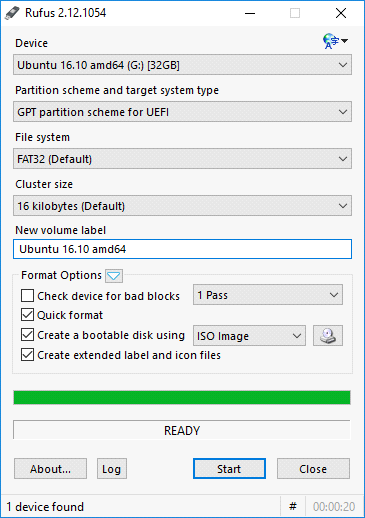 Rufus 2.12.1054
Device
Ubuntu 16.10 amd64 (G:) [32GB]
Partition scheme and target system type
GPT partition scheme for UEFI
File system
FAT32 (Default)
Cluster size
16 kilobytes (Default)
New volume label
Ubuntu 16.10 amd64
Format Options
Check device for bad blocks 1 Pass
Quick format
Create a bootable disk using ISO Image
Create extended label and icon files
READY
About... Log Start Close
1 device found # 00:00:20